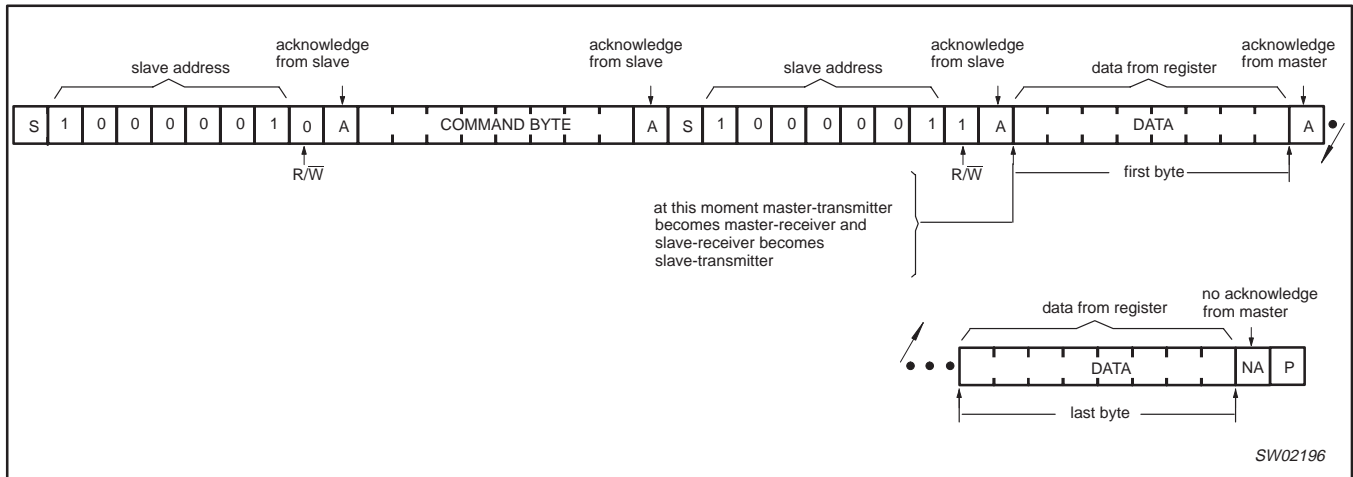 acknowledge from slave
acknowledge from slave
acknowledge from slave
acknowledge from master
slave address
slave address
data from register
S 1 0 0 0 0 0 1 0 A COMMAND BYTE A S 1 0 0 0 0 0 1 1 A DATA A
R/W̅
R/W̅
first byte
at this moment master-transmitter
becomes master-receiver and
slave-receiver becomes
slave-transmitter
data from register
no acknowledge
from master
DATA NA P
last byte
SW02196